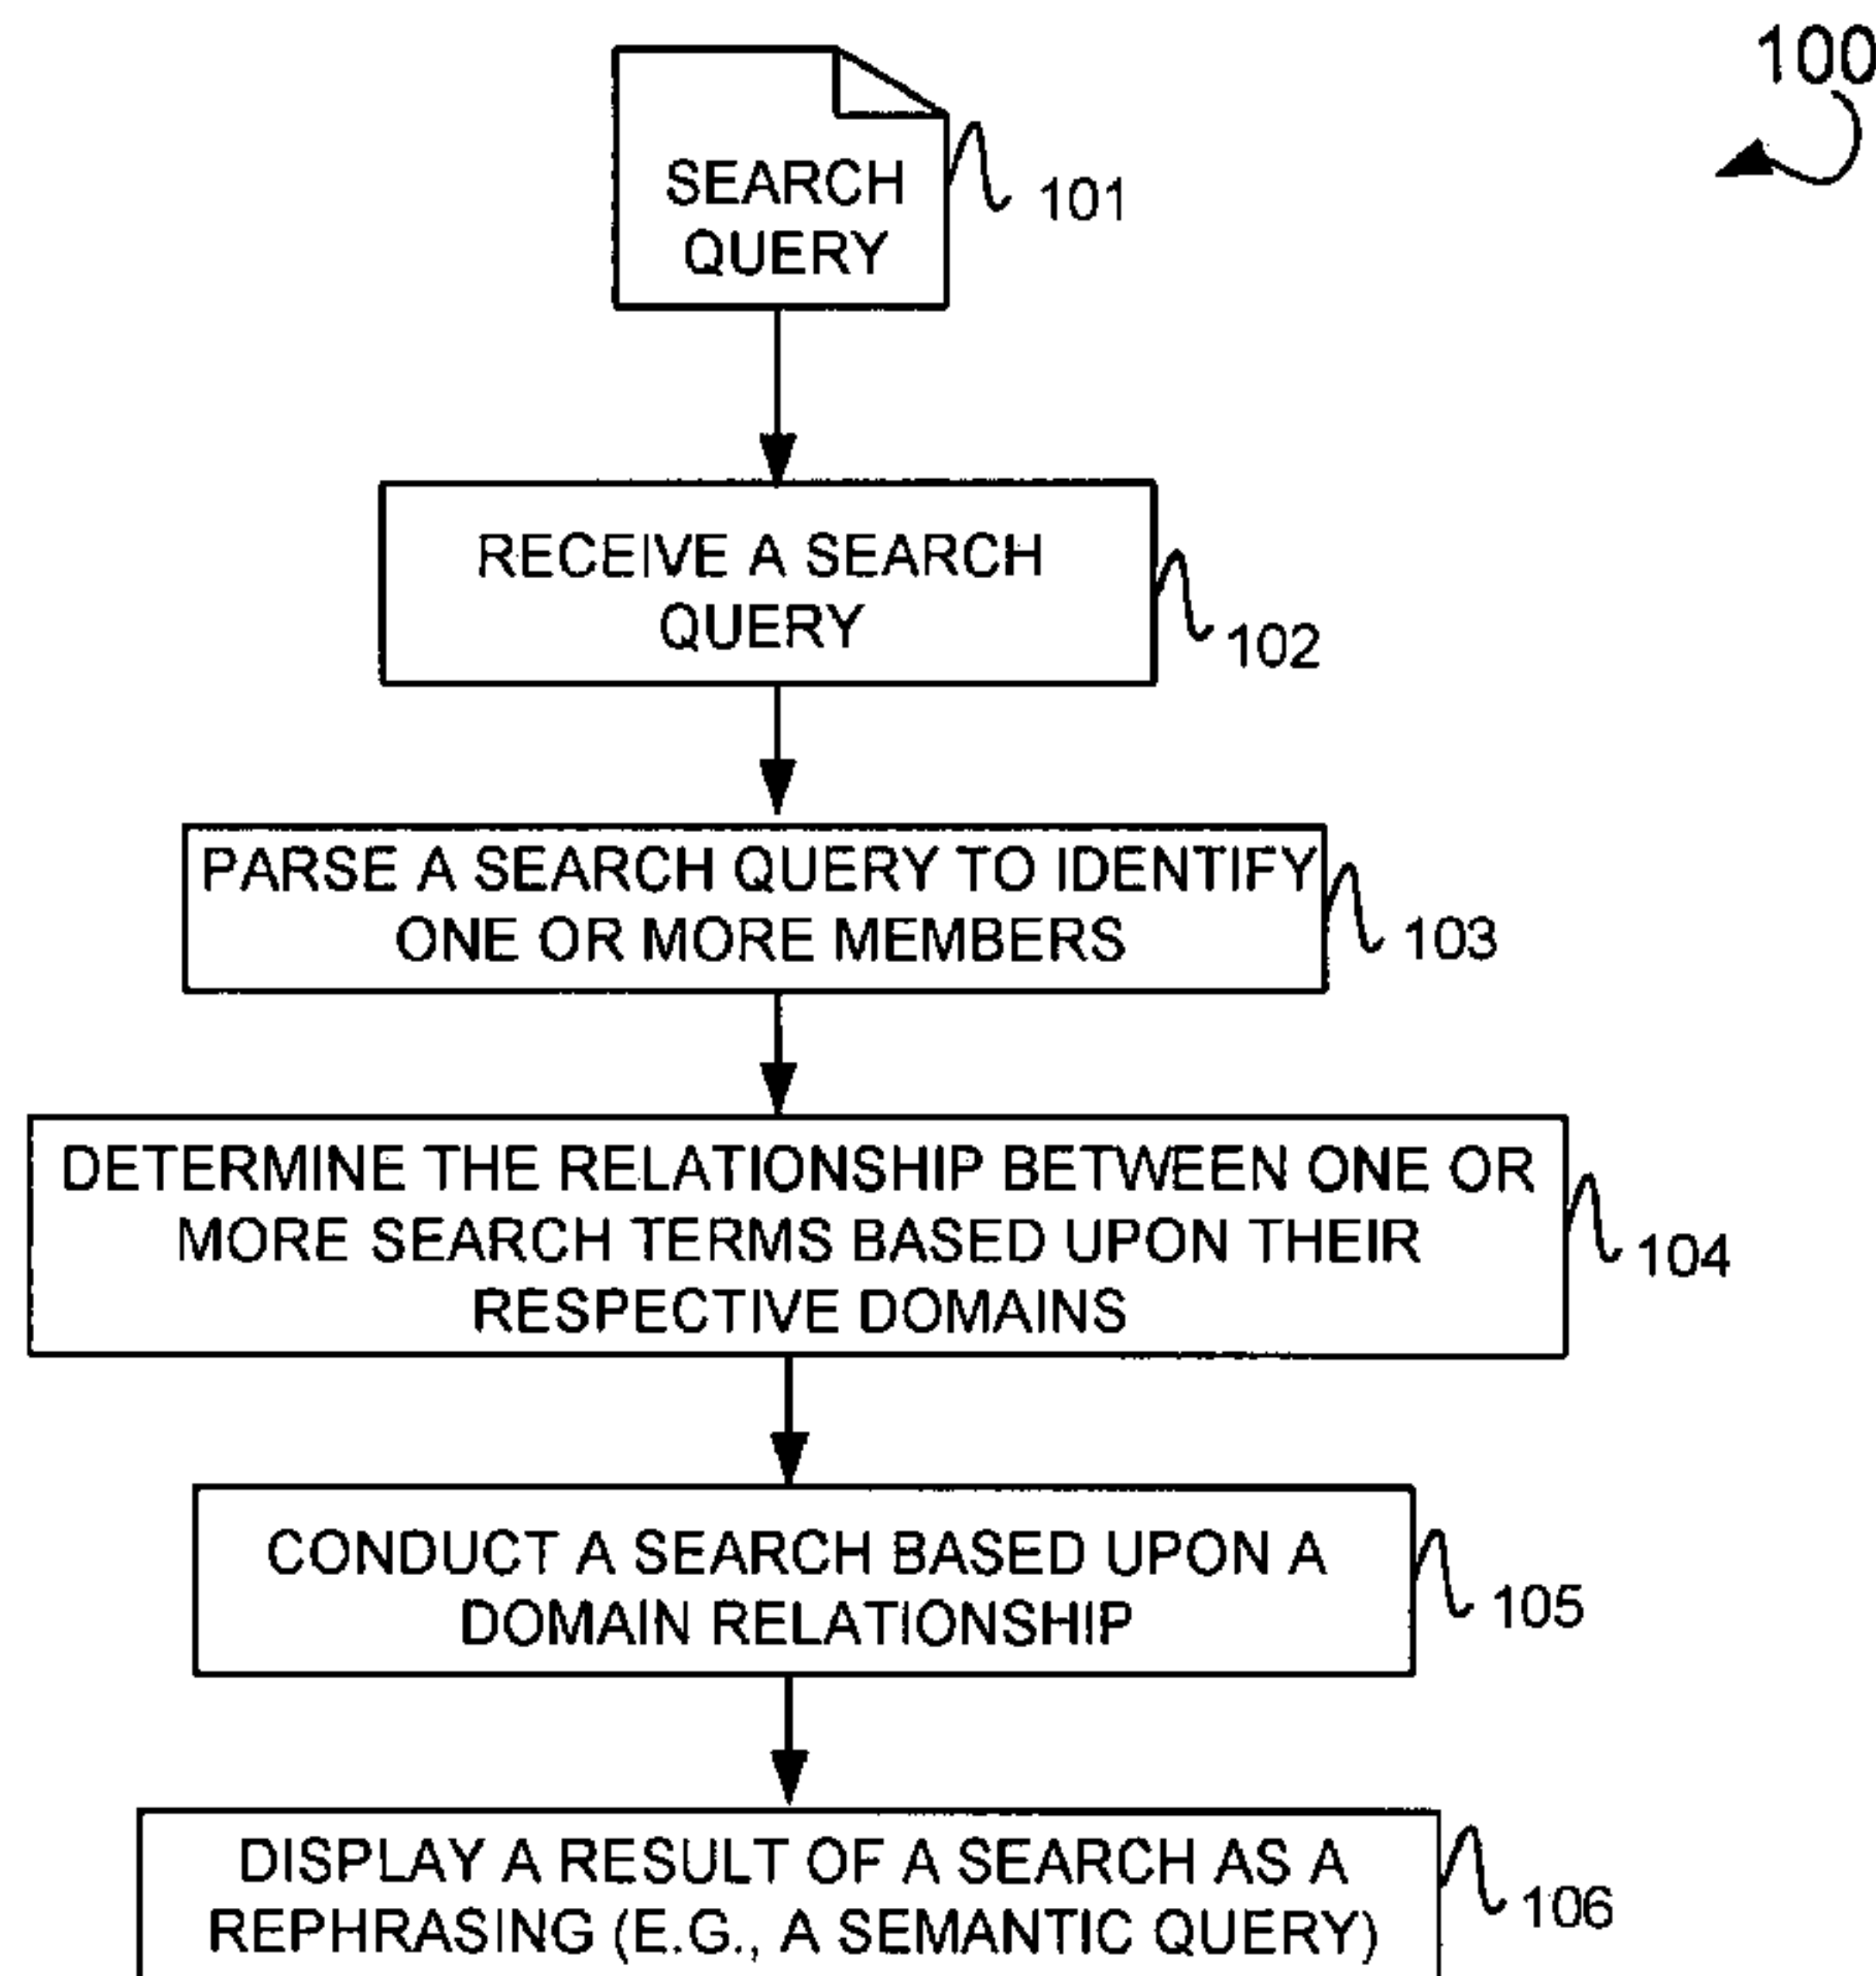 100
SEARCH
QUERY
101
RECEIVE A SEARCH
QUERY
102
PARSE A SEARCH QUERY TO IDENTIFY
ONE OR MORE MEMBERS
103
DETERMINE THE RELATIONSHIP BETWEEN ONE OR
MORE SEARCH TERMS BASED UPON THEIR
RESPECTIVE DOMAINS
104
CONDUCT A SEARCH BASED UPON A
DOMAIN RELATIONSHIP
105
DISPLAY A RESULT OF A SEARCH AS A
REPHRASING (E.G., A SEMANTIC QUERY)
106